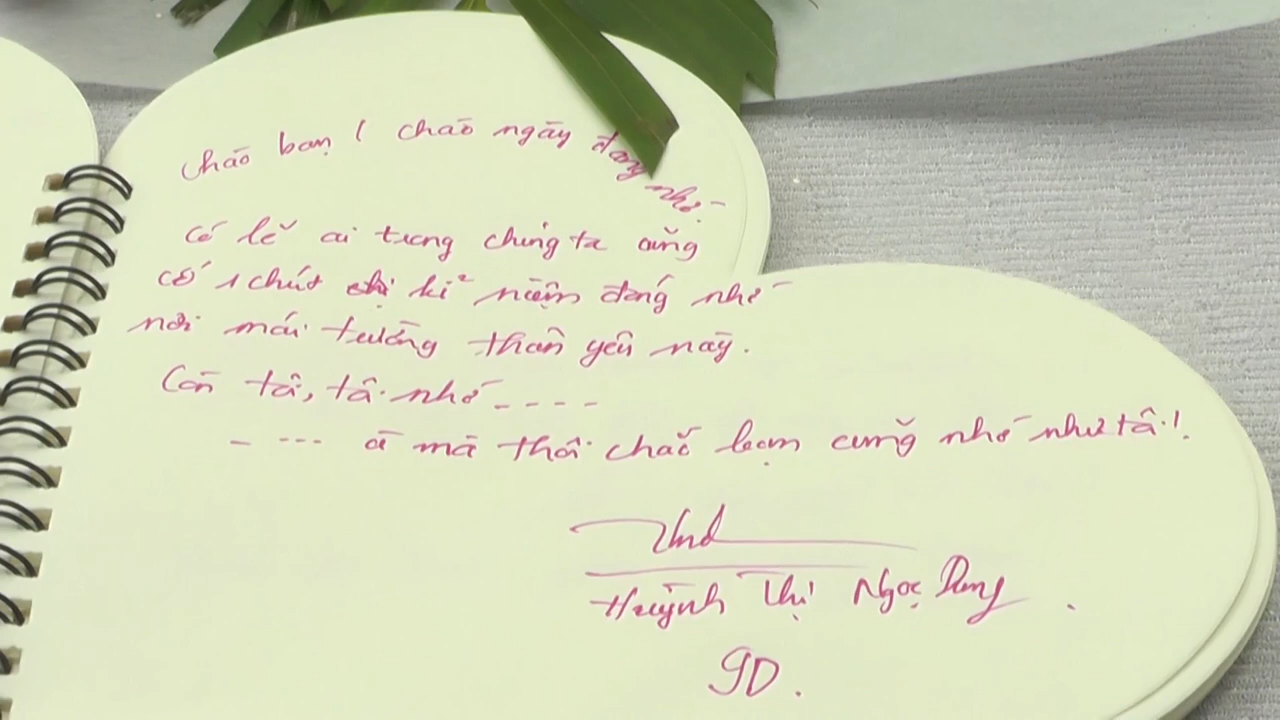 Chào bạn! chào ngày đáng nhớ.
Có lẽ ai trong chúng ta cũng
có 1 chút kỉ niệm đáng nhớ
nơi mái trường thân yêu này.
Còn tôi, tôi nhớ ----
- --- à mà thôi chắc bạn cũng nhớ như tôi!
Huỳnh Thị Ngọc Dung
9D.